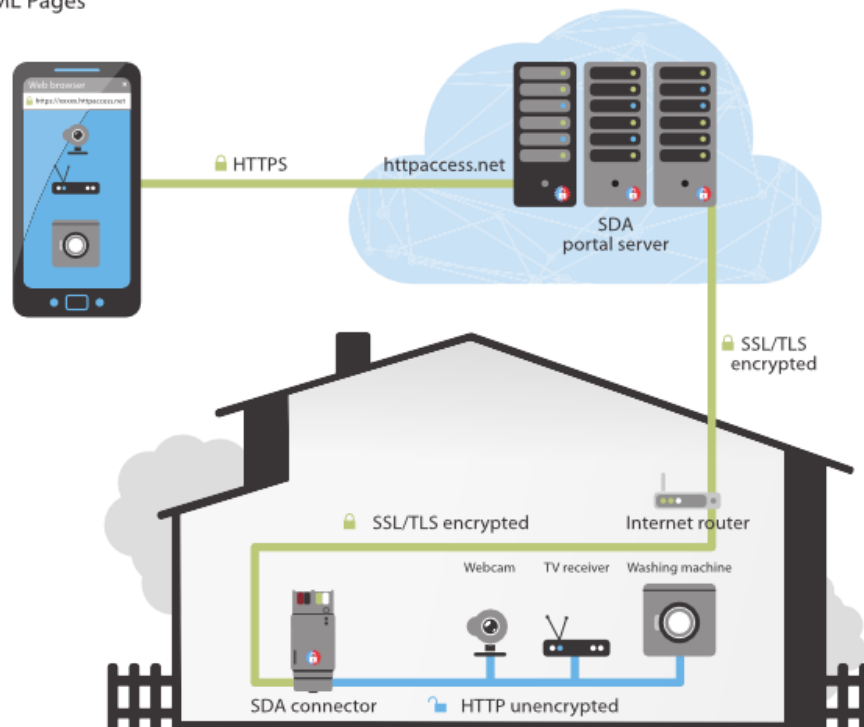 ML Pages
Web browser
https://xxxxx.httpaccess.net
HTTPS
httpaccess.net
SDA
portal server
SSL/TLS
encrypted
SSL/TLS encrypted
Internet router
Webcam
TV receiver
Washing machine
SDA connector
HTTP unencrypted